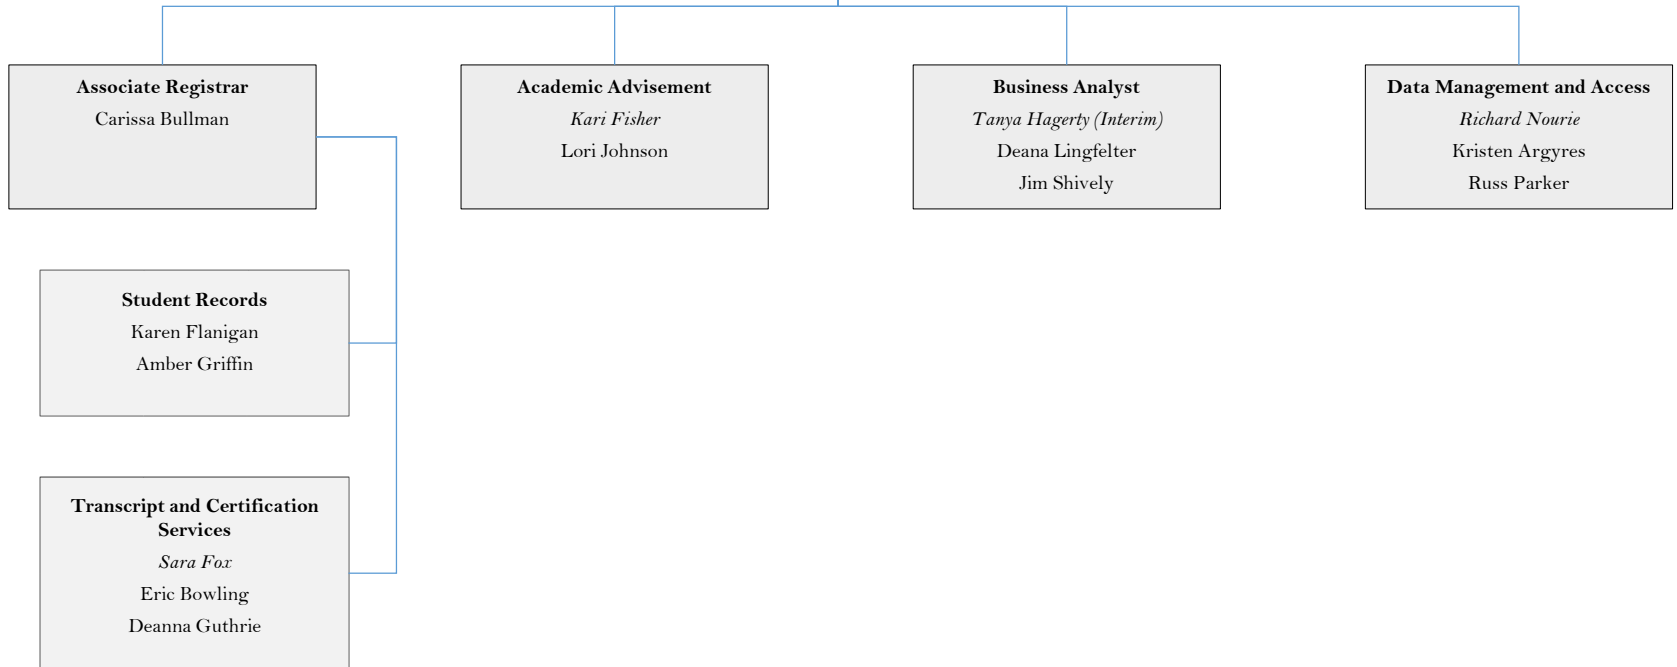 Associate Registrar
Carissa Bullman
Academic Advisement
Kari Fisher
Lori Johnson
Business Analyst
Tanya Hagerty (Interim)
Deana Lingfelter
Jim Shively
Data Management and Access
Richard Nourie
Kristen Argyres
Russ Parker
Student Records
Karen Flanigan
Amber Griffin
Transcript and Certification
Services
Sara Fox
Eric Bowling
Deanna Guthrie